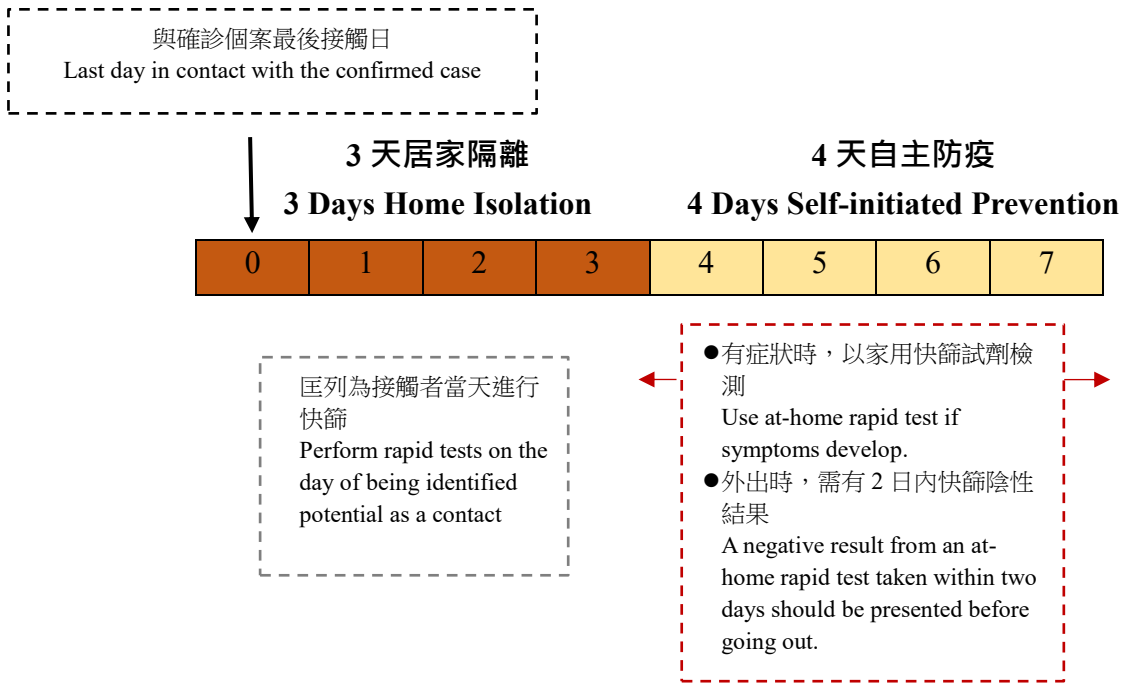 與確診個案最後接觸日
Last day in contact with the confirmed case
3 天居家隔離
3 Days Home Isolation
4 天自主防疫
4 Days Self-initiated Prevention
0 1 2 3 4 5 6 7
匡列為接觸者當天進行
快篩
Perform rapid tests on the
day of being identified
potential as a contact
●有症狀時，以家用快篩試劑檢
測
Use at-home rapid test if
symptoms develop.
●外出時，需有 2 日內快篩陰性
結果
A negative result from an at-
home rapid test taken within two
days should be presented before
going out.